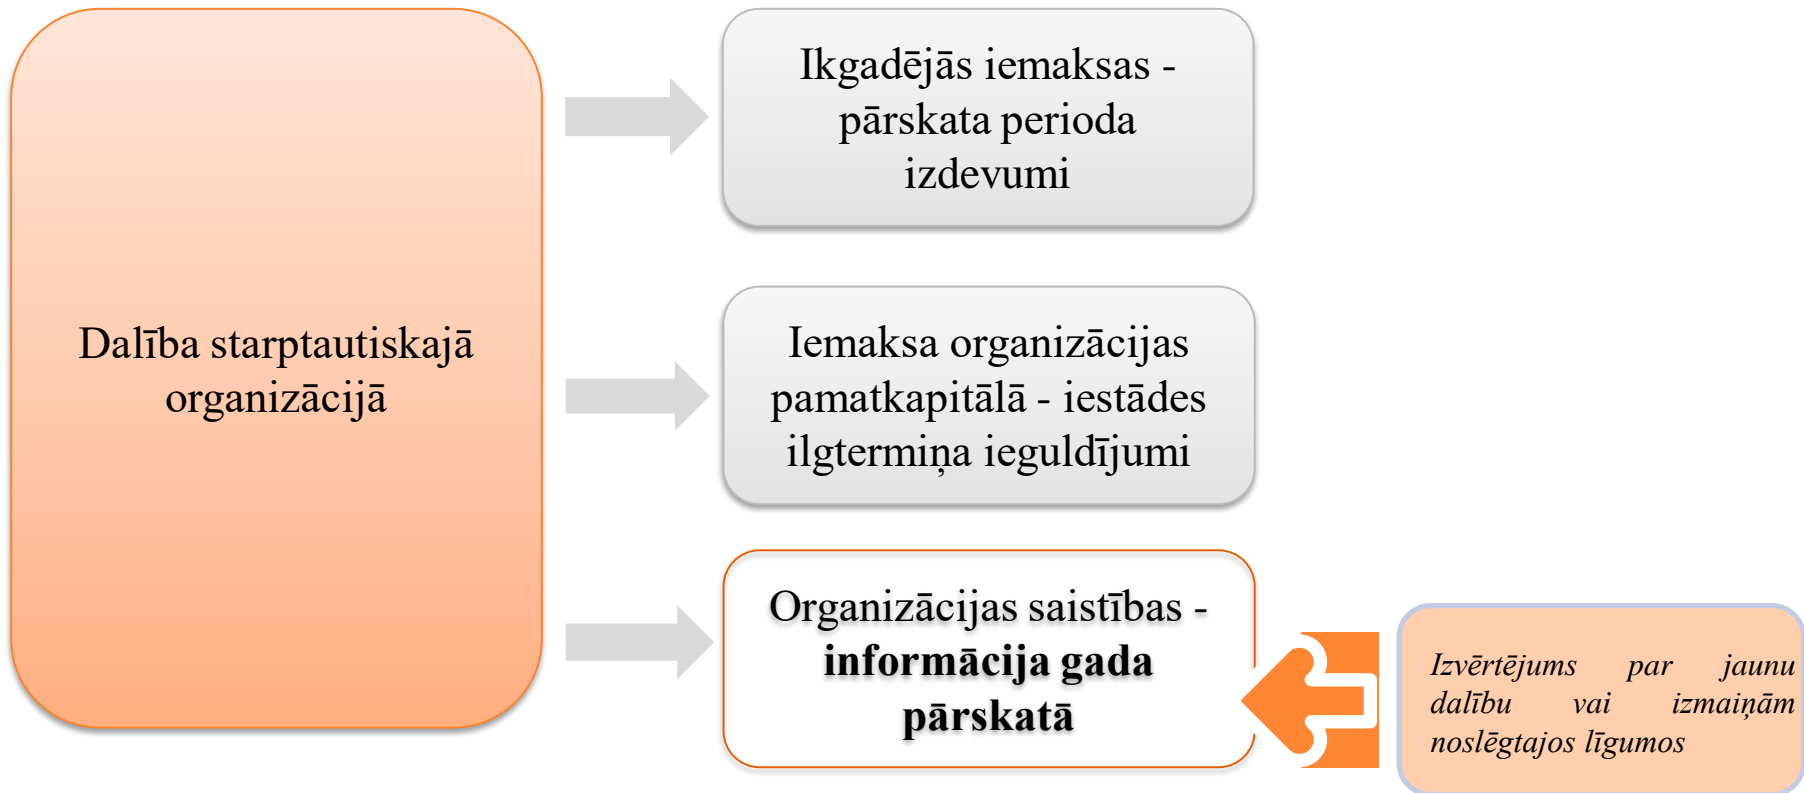 Dalība starptautiskajā
organizācijā
Ikgadējās iemaksas -
pārskata perioda
izdevumi
Iemaksa organizācijas
pamatkapitālā - iestādes
ilgtermiņa ieguldījumi
Organizācijas saistības -
informācija gada
pārskatā
Izvērtējums par jaunu
dalību vai izmaiņām
noslēgtajos līgumos